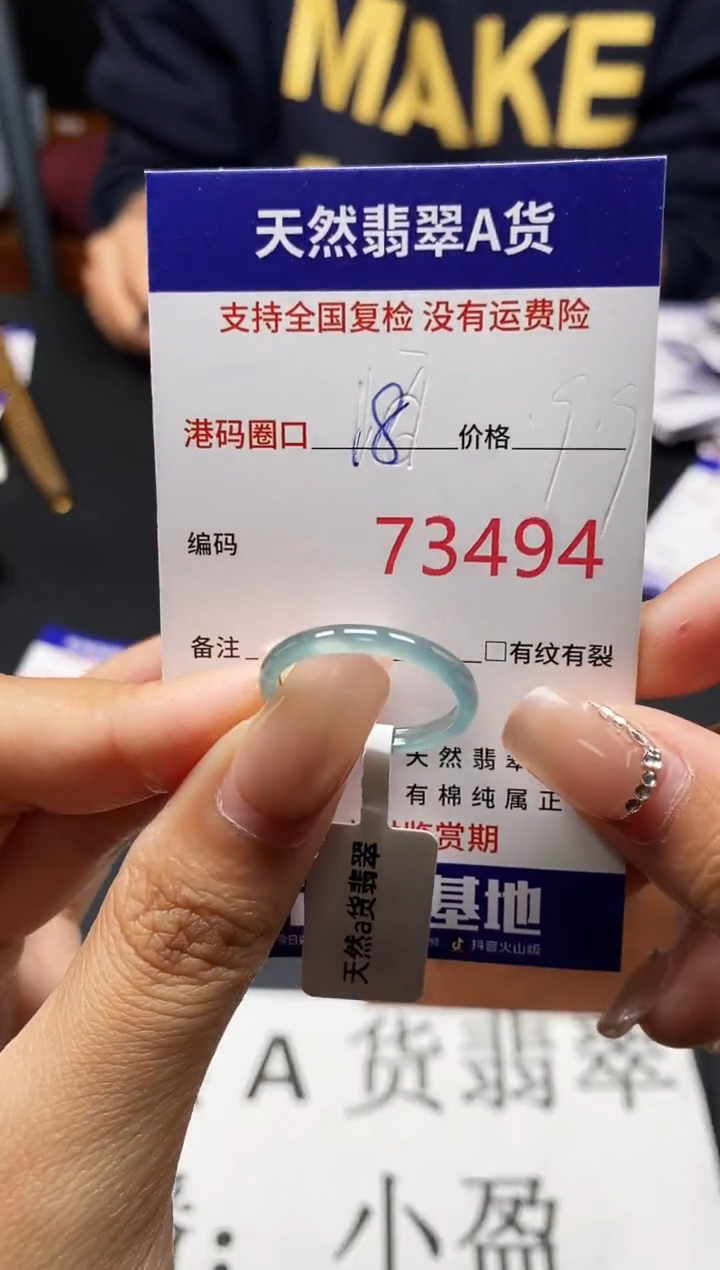 MAKE
天然翡翠A货
支持全国复检 没有运费险
港码圈口 18 价格
编码 73494
备注 □有纹有裂
天然翡翠
有棉纯属正
鉴赏期
基地
抖音火山版
天然a货翡翠
A 货翡翠
：小盈